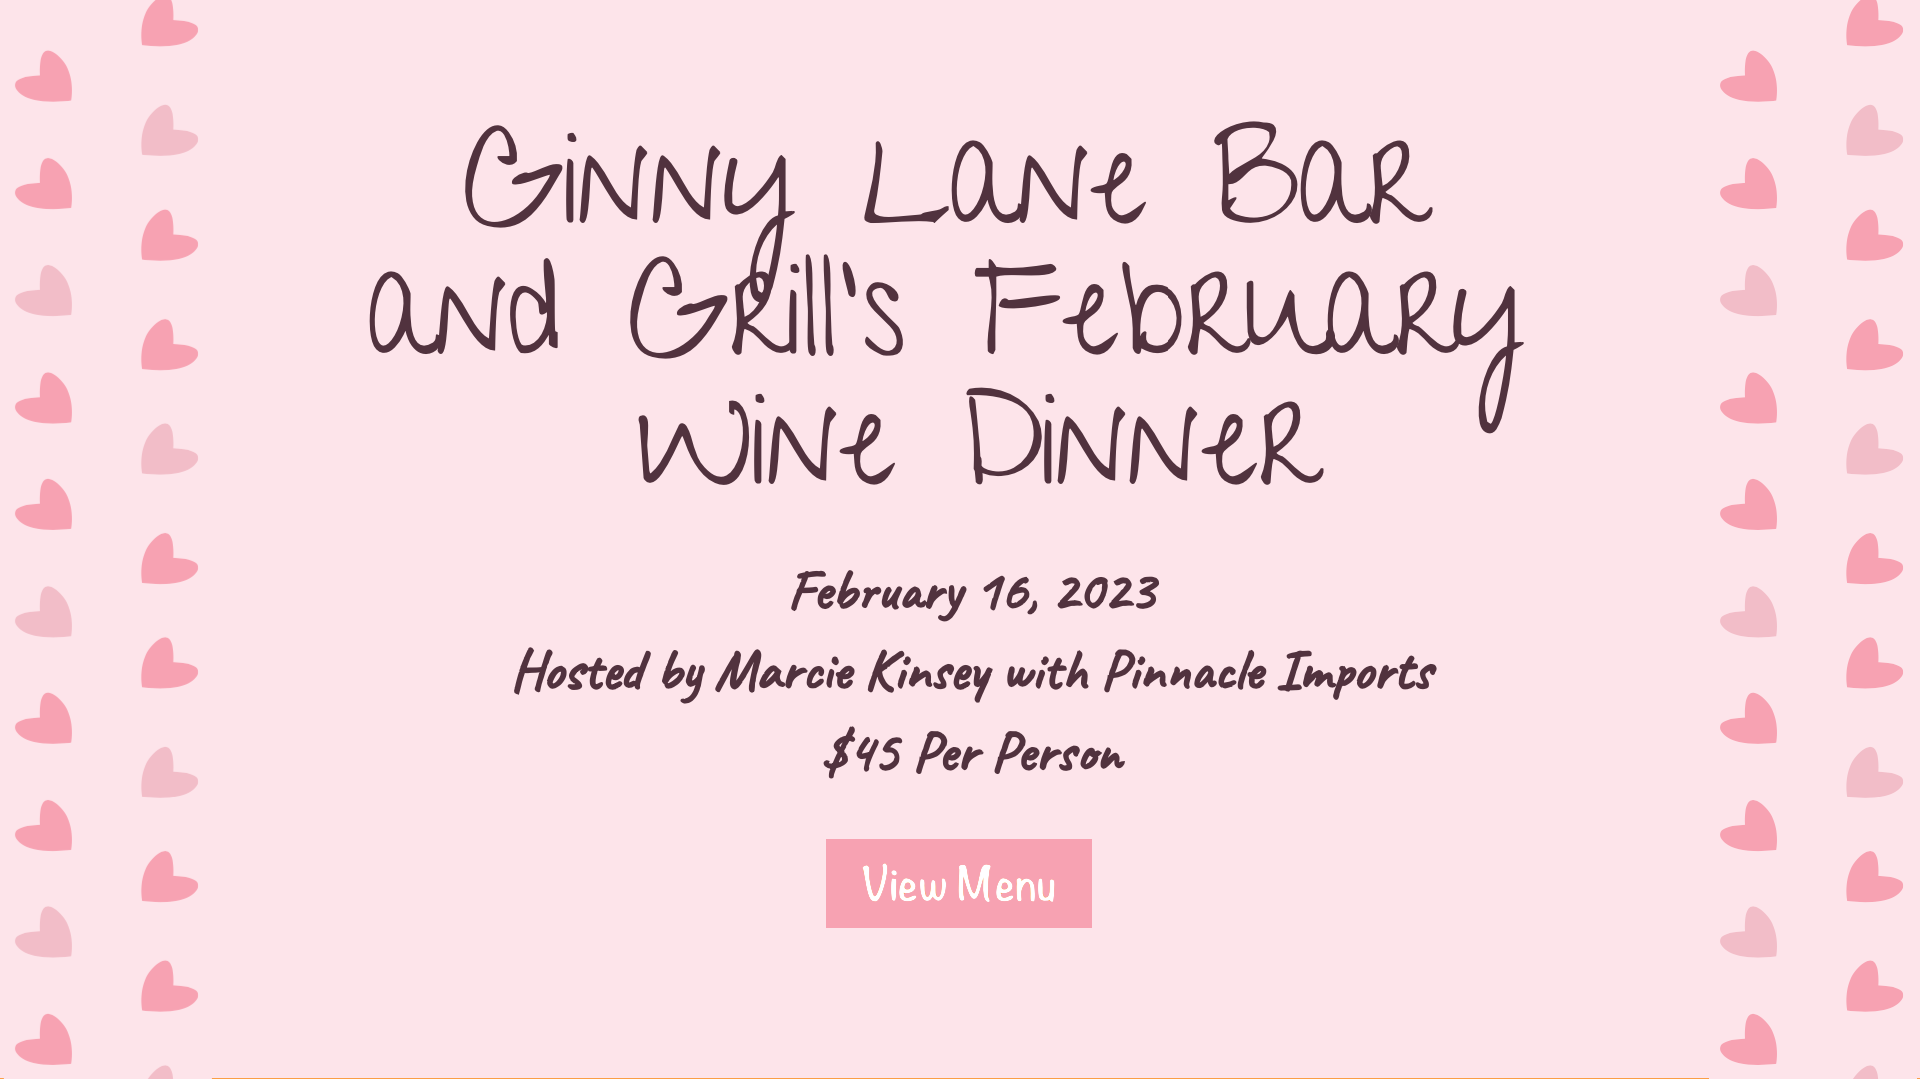 Ginny Lane Bar
and Grill's February
Wine Dinner
February 16, 2023
Hosted by Marcie Kinsey with Pinnacle Imports
$45 Per Person
View Menu